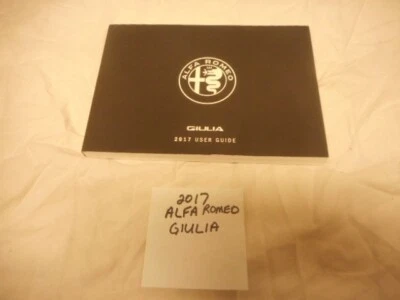 ALFA ROMEO
GIULIA
2017 USER GUIDE
2017
ALFA ROMEO
GIULIA